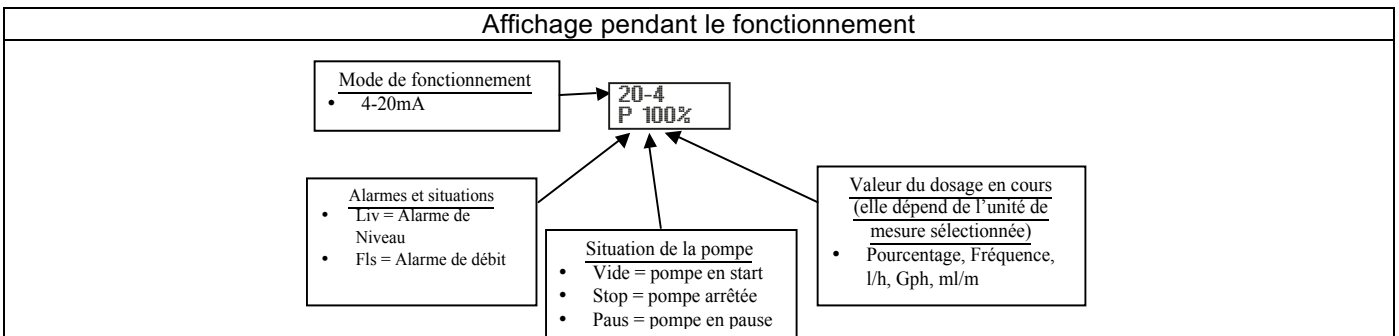 Affichage pendant le fonctionnement
Mode de fonctionnement
• 4-20mA
20-4
P 100%
Alarmes et situations
• Liv = Alarme de
Niveau
• Fls = Alarme de débit
Situation de la pompe
• Vide = pompe en start
• Stop = pompe arrêtée
• Paus = pompe en pause
Valeur du dosage en cours
(elle dépend de l’unité de
mesure sélectionnée)
• Pourcentage, Fréquence,
l/h, Gph, ml/m